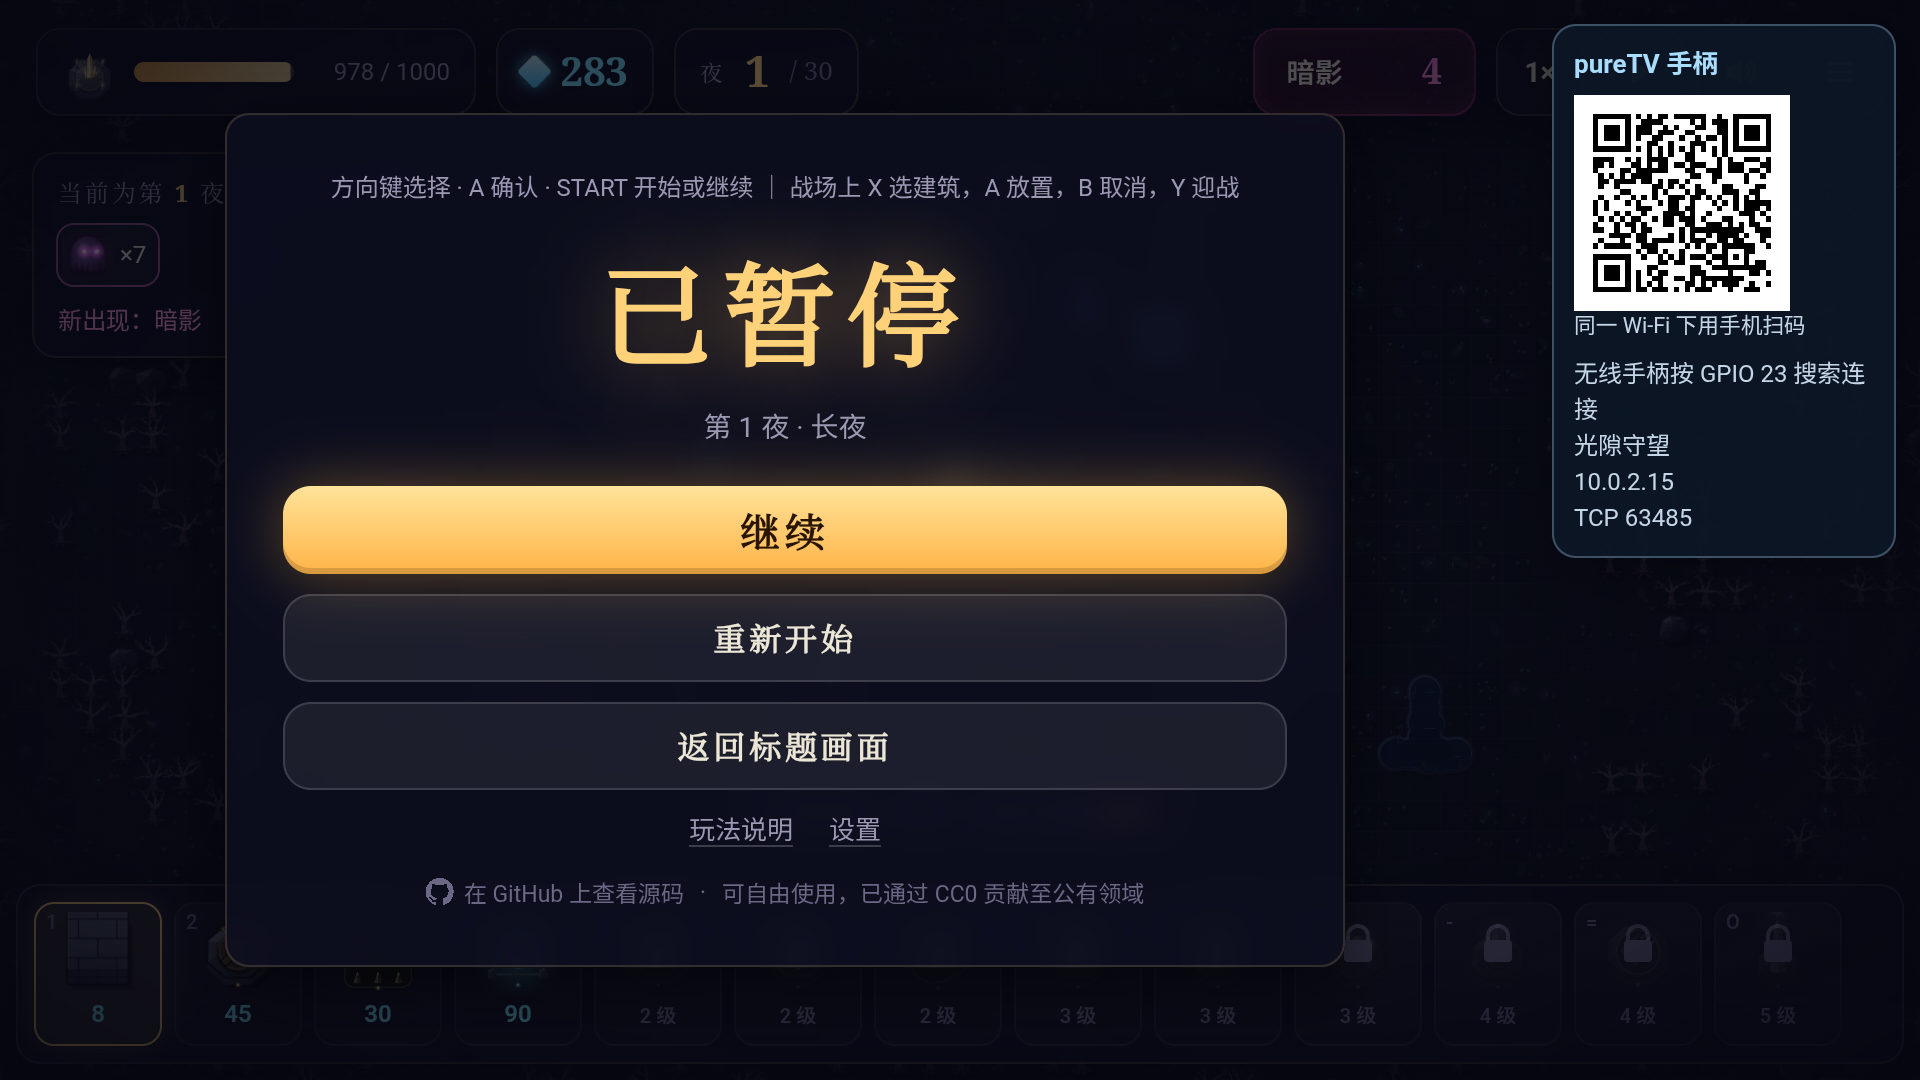 978 / 1000
283
夜 1 / 30
暗影 4
1×
pureTV 手柄
同一 Wi-Fi 下用手机扫码
无线手柄按 GPIO 23 搜索连
接
光隙守望
10.0.2.15
TCP 63485
当前为第 1 夜
×7
新出现：暗影
方向键选择 · A 确认 · START 开始或继续 ｜ 战场上 X 选建筑，A 放置，B 取消，Y 迎战
已暂停
第 1 夜 · 长夜
继续
重新开始
返回标题画面
玩法说明 设置
在 GitHub 上查看源码 · 可自由使用，已通过 CC0 贡献至公有领域
1 2 - = O
8 45 30 90 2 级 2 级 2 级 3 级 3 级 3 级 4 级 4 级 5 级